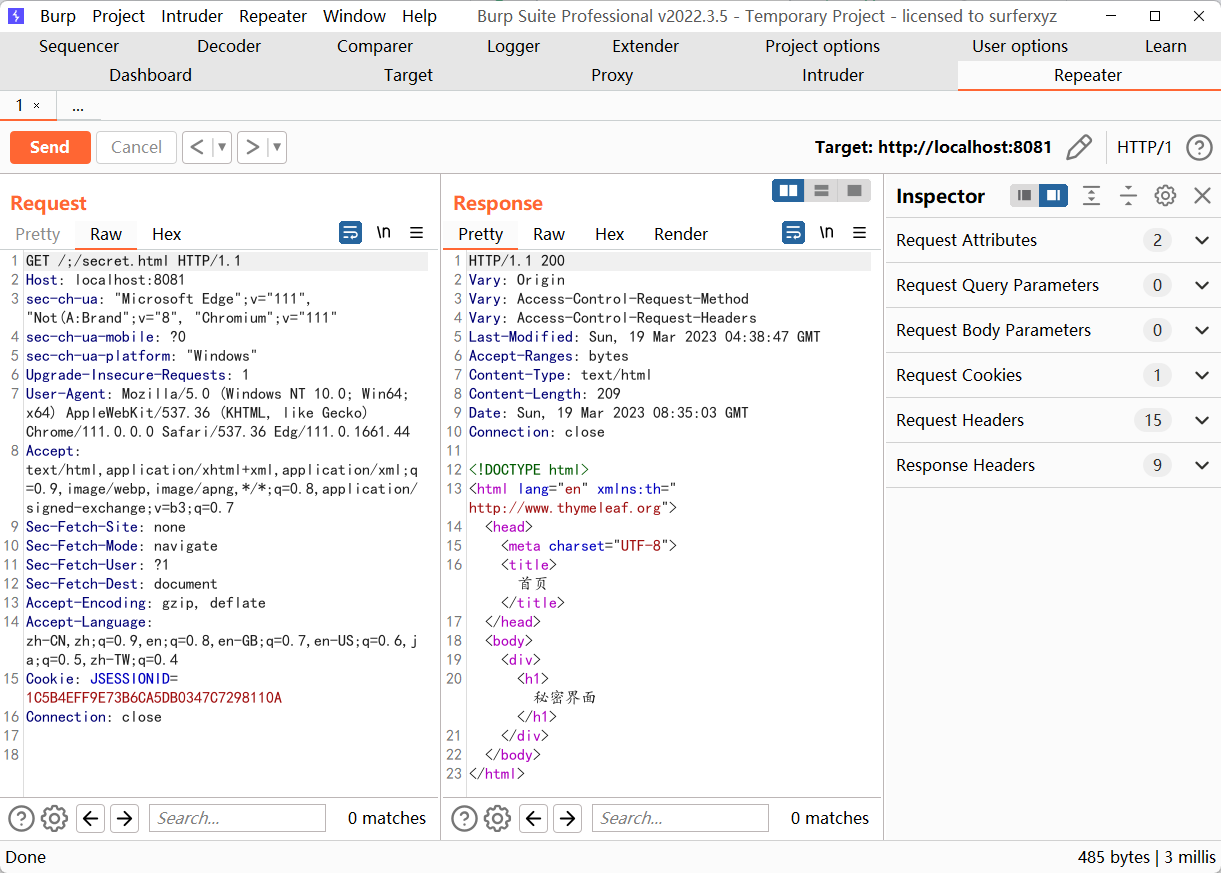 Burp Project Intruder Repeater Window Help Burp Suite Professional v2022.3.5 - Temporary Project - licensed to surferxyz
Sequencer Decoder Comparer Logger Extender Project options User options Learn
Dashboard Target Proxy Intruder Repeater
1 × ...
Send Cancel < > Target: http://localhost:8081 HTTP/1 ?
Request
Pretty Raw Hex \n
1 GET /;/secret.html HTTP/1.1
2 Host: localhost:8081
3 sec-ch-ua: "Microsoft Edge";v="111",
"Not(A:Brand";v="8", "Chromium";v="111"
4 sec-ch-ua-mobile: ?0
5 sec-ch-ua-platform: "Windows"
6 Upgrade-Insecure-Requests: 1
7 User-Agent: Mozilla/5.0 (Windows NT 10.0; Win64;
x64) AppleWebKit/537.36 (KHTML, like Gecko)
Chrome/111.0.0.0 Safari/537.36 Edg/111.0.1661.44
8 Accept:
text/html,application/xhtml+xml,application/xml;q
=0.9,image/webp,image/apng,*/*;q=0.8,application/
signed-exchange;v=b3;q=0.7
9 Sec-Fetch-Site: none
10 Sec-Fetch-Mode: navigate
11 Sec-Fetch-User: ?1
12 Sec-Fetch-Dest: document
13 Accept-Encoding: gzip, deflate
14 Accept-Language:
zh-CN,zh;q=0.9,en;q=0.8,en-GB;q=0.7,en-US;q=0.6,j
a;q=0.5,zh-TW;q=0.4
15 Cookie: JSESSIONID=
1C5B4EFF9E73B6CA5DB0347C7298110A
16 Connection: close
17
18
? Search... 0 matches
Response
Pretty Raw Hex Render \n
1 HTTP/1.1 200
2 Vary: Origin
3 Vary: Access-Control-Request-Method
4 Vary: Access-Control-Request-Headers
5 Last-Modified: Sun, 19 Mar 2023 04:38:47 GMT
6 Accept-Ranges: bytes
7 Content-Type: text/html
8 Content-Length: 209
9 Date: Sun, 19 Mar 2023 08:35:03 GMT
10 Connection: close
11
12 <!DOCTYPE html>
13 <html lang="en" xmlns:th="
http://www.thymeleaf.org">
14 <head>
15 <meta charset="UTF-8">
16 <title>
首页
</title>
17 </head>
18 <body>
19 <div>
20 <h1>
秘密界面
</h1>
21 </div>
22 </body>
23 </html>
? Search... 0 matches
Inspector
Request Attributes 2
Request Query Parameters 0
Request Body Parameters 0
Request Cookies 1
Request Headers 15
Response Headers 9
Done 485 bytes | 3 millis